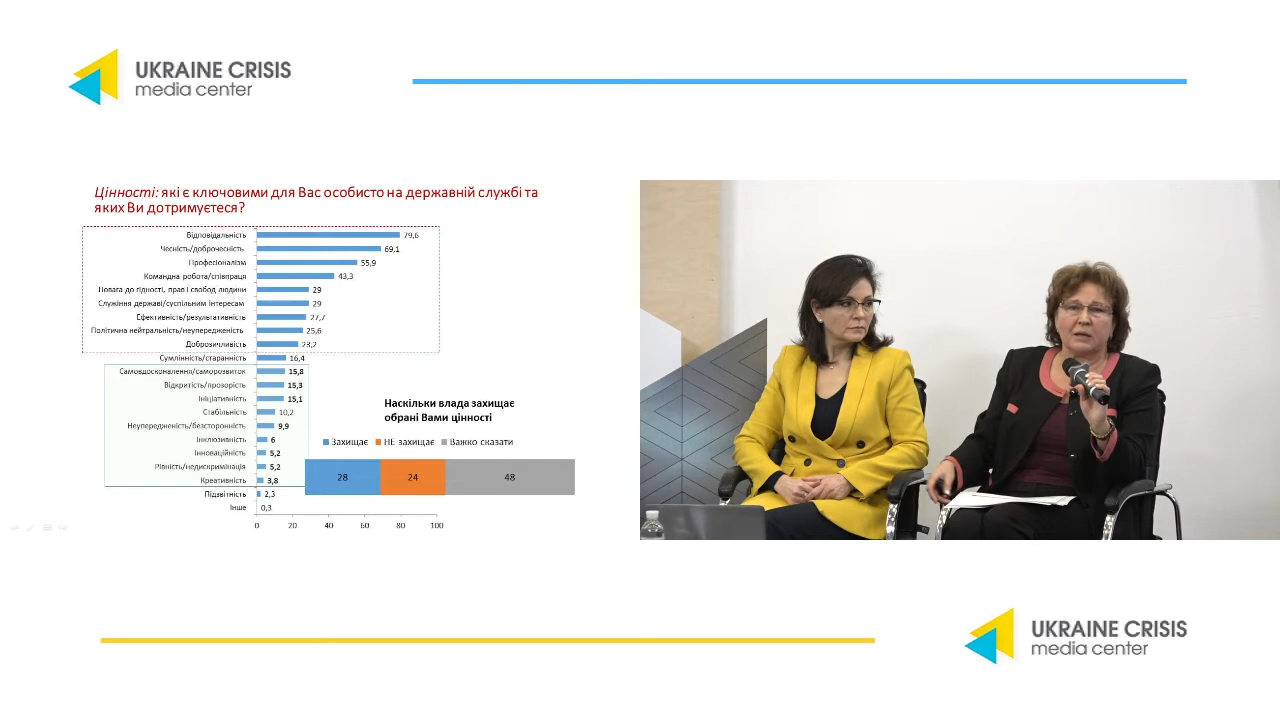 UKRAINE CRISIS
media center
Цінності: які є ключовими для Вас особисто на державній службі та
яких Ви дотримуєтеся?
Відповідальність 79,6
Чесність/доброчесність 69,1
Професіоналізм 55,9
Командна робота/співпраця 43,3
Повага до гідності, прав і свобод людини 29
Служіння державі/суспільним інтересам 29
Ефективність/результативність 27,7
Політична нейтральність/неупередженість 25,6
Доброзичливість 23,2
Сумлінність/старанність 16,4
Самовдосконалення/саморозвиток 15,8
Відкритість/прозорість 15,3
Ініціативність 15,1
Стабільність 10,2
Неупередженість/безсторонність 9,9
Інклюзивність 6
Інноваційність 5,2
Рівність/недискримінація 5,2
Креативність 3,8
Підзвітність 2,3
Інше 0,3
0 20 40 60 80 100
Наскільки влада захищає
обрані Вами цінності
Захищає НЕ захищає Важко сказати
28 24 48
UKRAINE CRISIS
media center